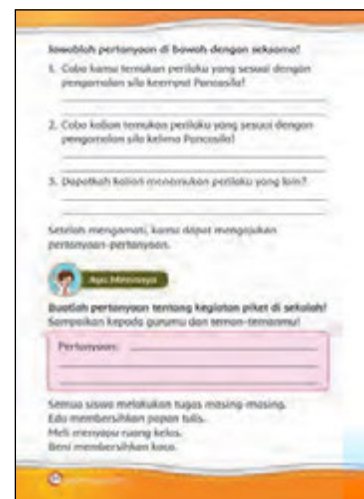 Jawablah pertanyaan di bawah dengan seksama!
1. Coba kamu temukan perilaku yang sesuai dengan
pengamalan sila keempat Pancasila!
2. Coba kalian temukan perilaku yang sesuai dengan
pengamalan sila kelima Pancasila!
3. Dapatkah kalian menemukan perilaku yang lain?
Setelah mengamati, kamu dapat mengajukan
pertanyaan-pertanyaan.
Ayo Menanya
Buatlah pertanyaan tentang kegiatan piket di sekolah!
Sampaikan kepada gurumu dan teman-temanmu!
Pertanyaan:
Semua siswa melakukan tugas masing-masing.
Edu membersihkan papan tulis.
Meli menyapu ruang kelas.
Beni membersihkan kaca.